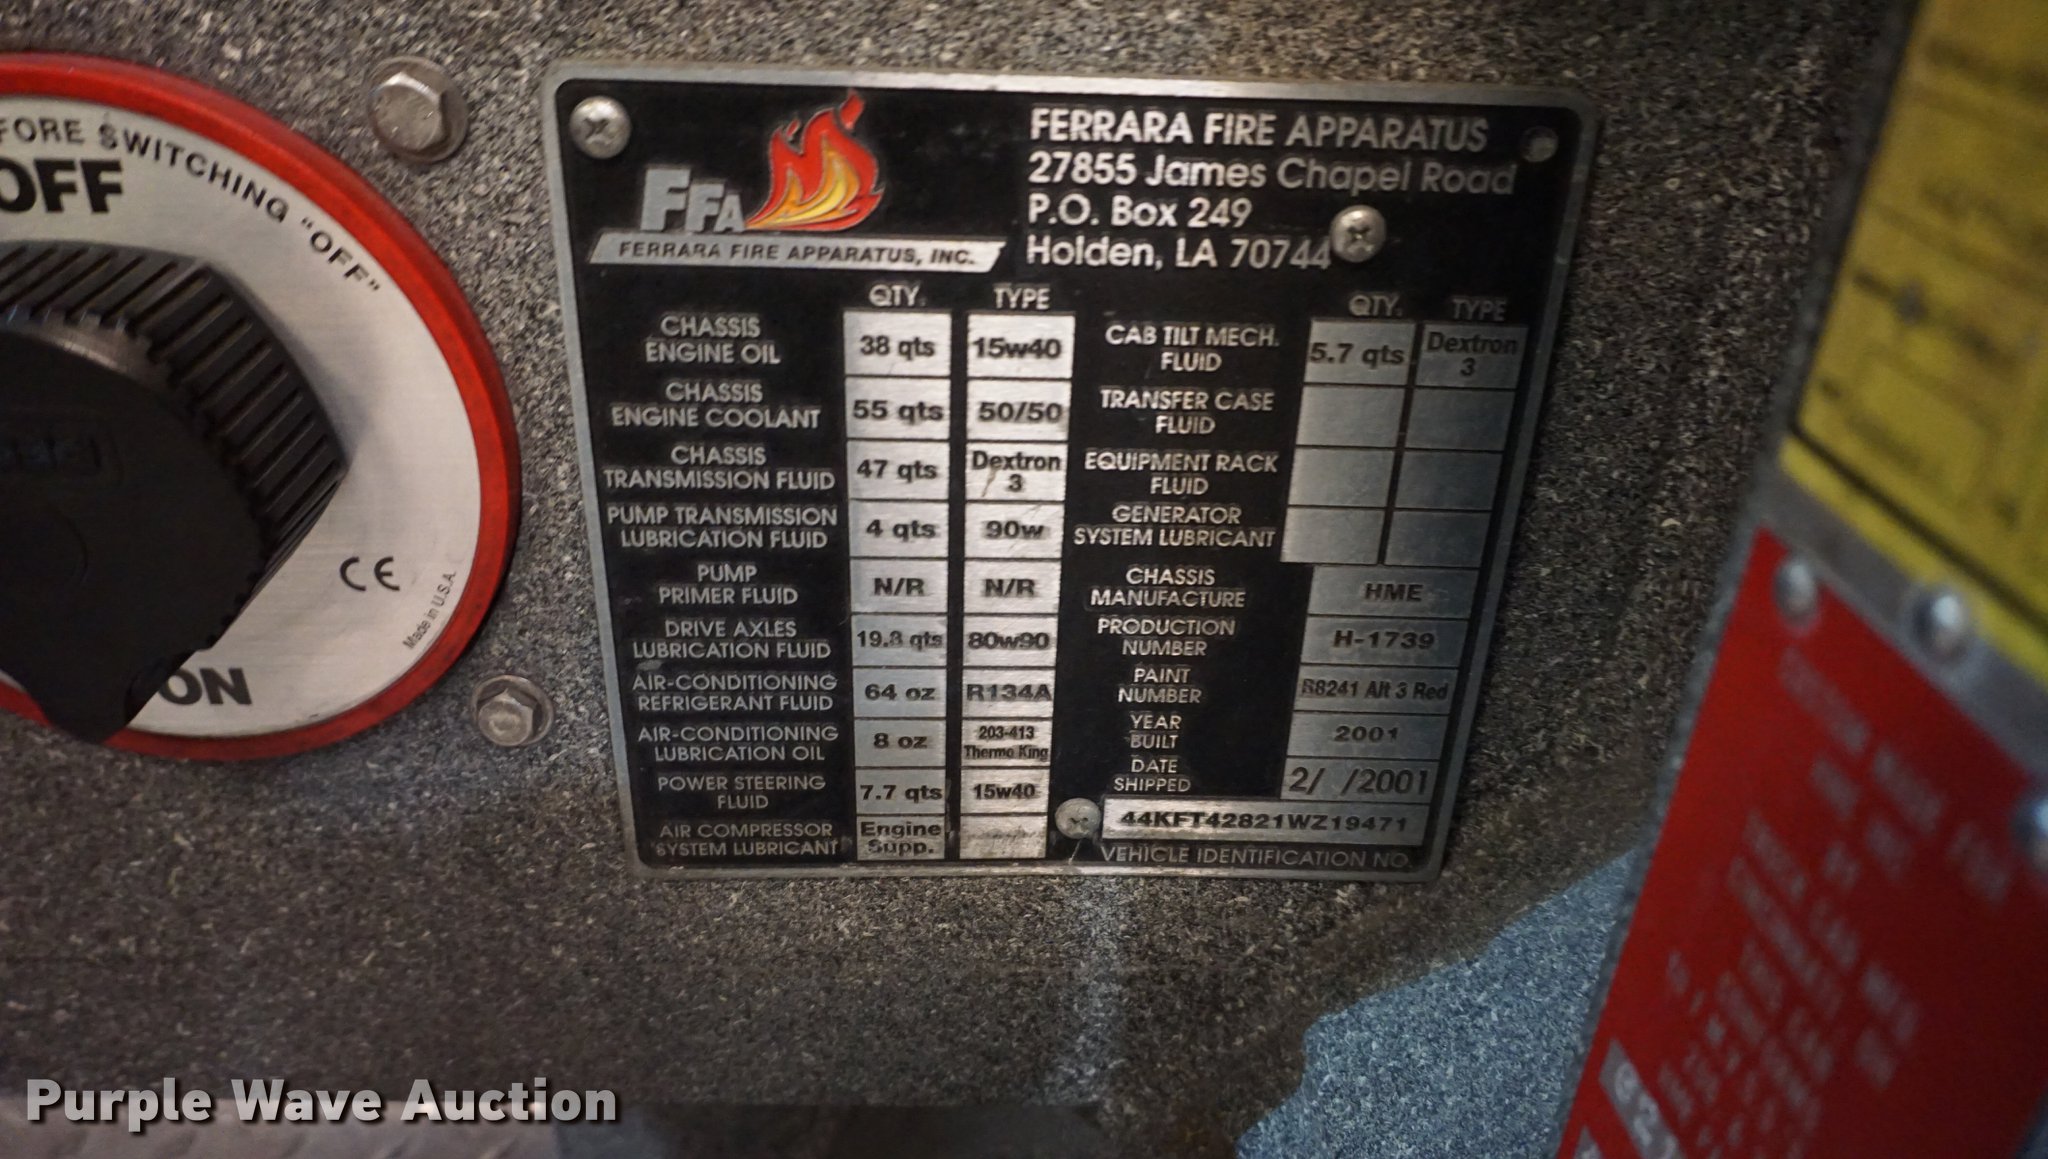 FORE SWITCHING "OFF"
OFF
ON
CE
Made in U.S.A.
FFA
FERRARA FIRE APPARATUS, INC.
FERRARA FIRE APPARATUS
27855 James Chapel Road
P.O. Box 249
Holden, LA 70744
QTY. TYPE
CHASSIS
ENGINE OIL 38 qts 15w40
CHASSIS
ENGINE COOLANT 55 qts 50/50
CHASSIS
TRANSMISSION FLUID 47 qts Dextron
3
PUMP TRANSMISSION
LUBRICATION FLUID 4 qts 90w
PUMP
PRIMER FLUID N/R N/R
DRIVE AXLES
LUBRICATION FLUID 19.8 qts 80w90
AIR-CONDITIONING
REFRIGERANT FLUID 64 oz R134A
AIR-CONDITIONING
LUBRICATION OIL 8 oz 203-413
Thermo King
POWER STEERING
FLUID 7.7 qts 15w40
AIR COMPRESSOR
SYSTEM LUBRICANT Engine
Supp.
QTY. TYPE
CAB TILT MECH.
FLUID 5.7 qts Dextron
3
TRANSFER CASE
FLUID
EQUIPMENT RACK
FLUID
GENERATOR
SYSTEM LUBRICANT
CHASSIS
MANUFACTURE HME
PRODUCTION
NUMBER H-1739
PAINT
NUMBER R8241 Alt 3 Red
YEAR
BUILT 2001
DATE
SHIPPED 2/ /2001
44KFT42821WZ19471
VEHICLE IDENTIFICATION NO.
Purple Wave Auction